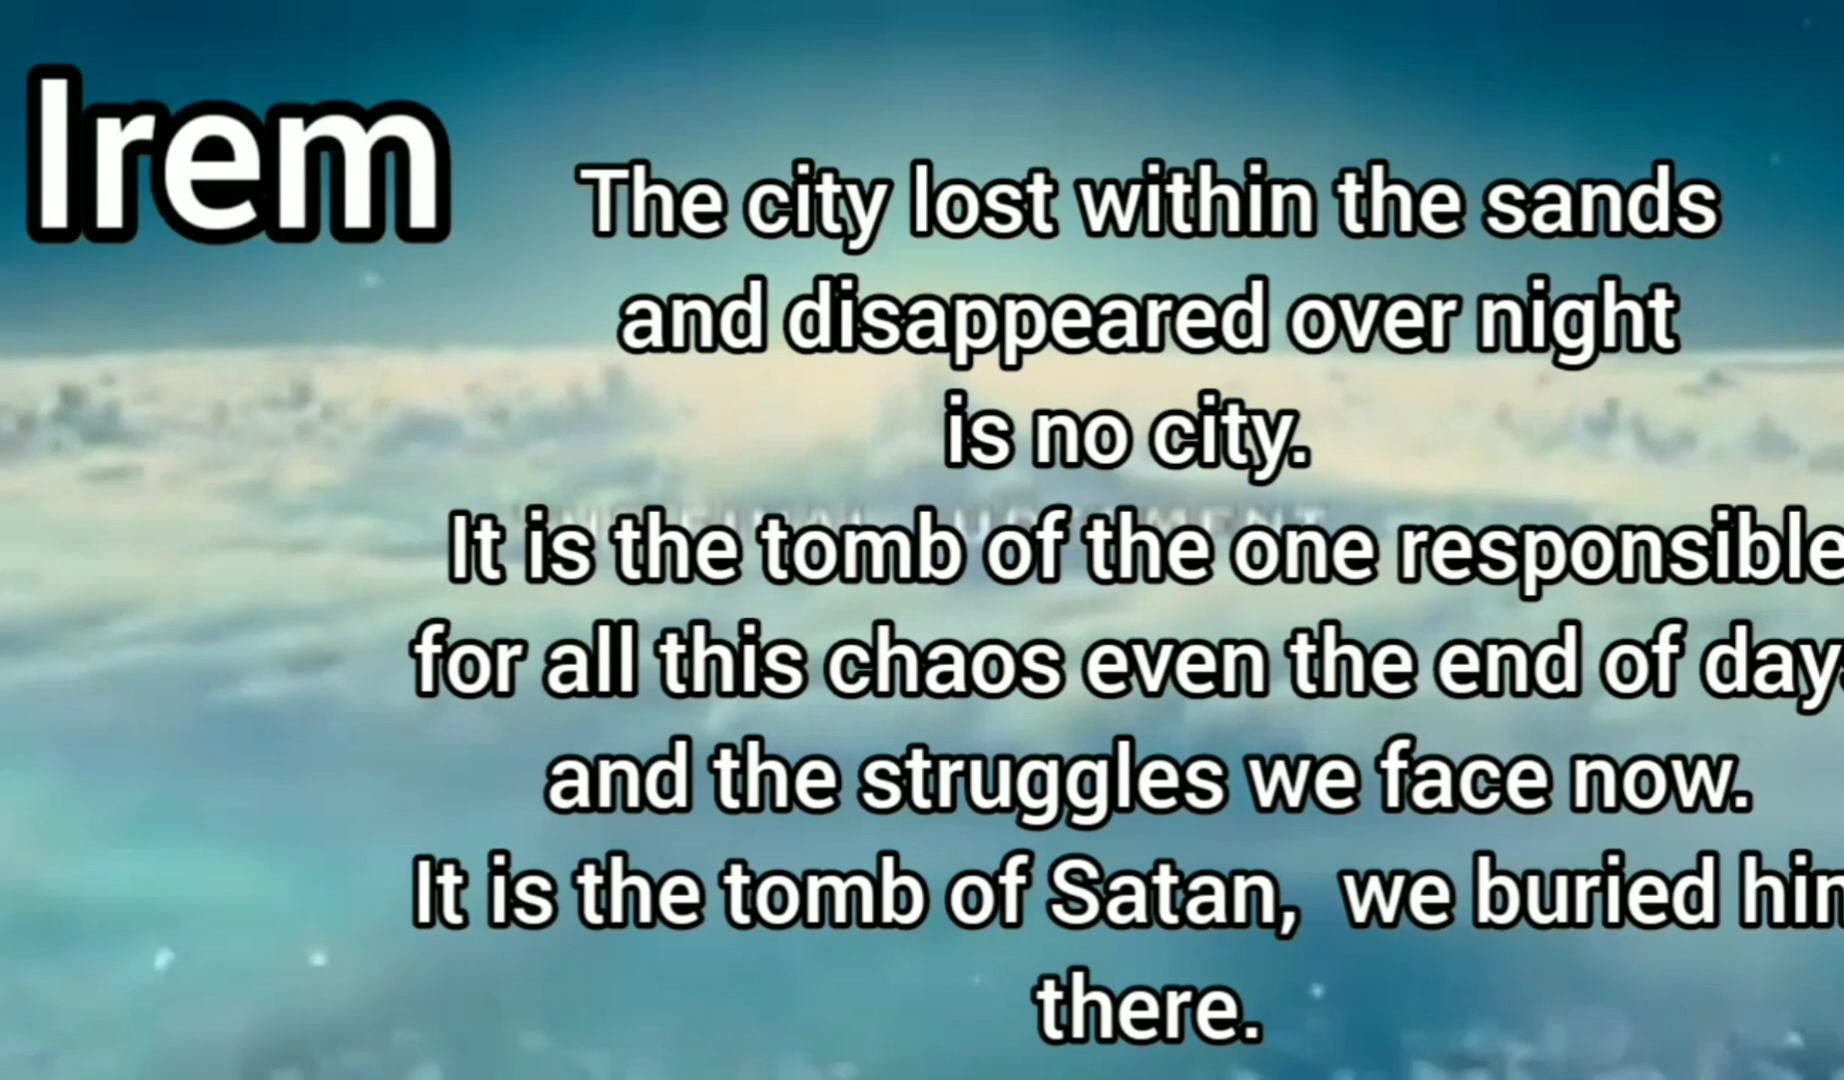 Irem
The city lost within the sands
and disappeared over night
is no city.
It is the tomb of the one responsible
for all this chaos even the end of days
and the struggles we face now.
It is the tomb of Satan,  we buried him
there.